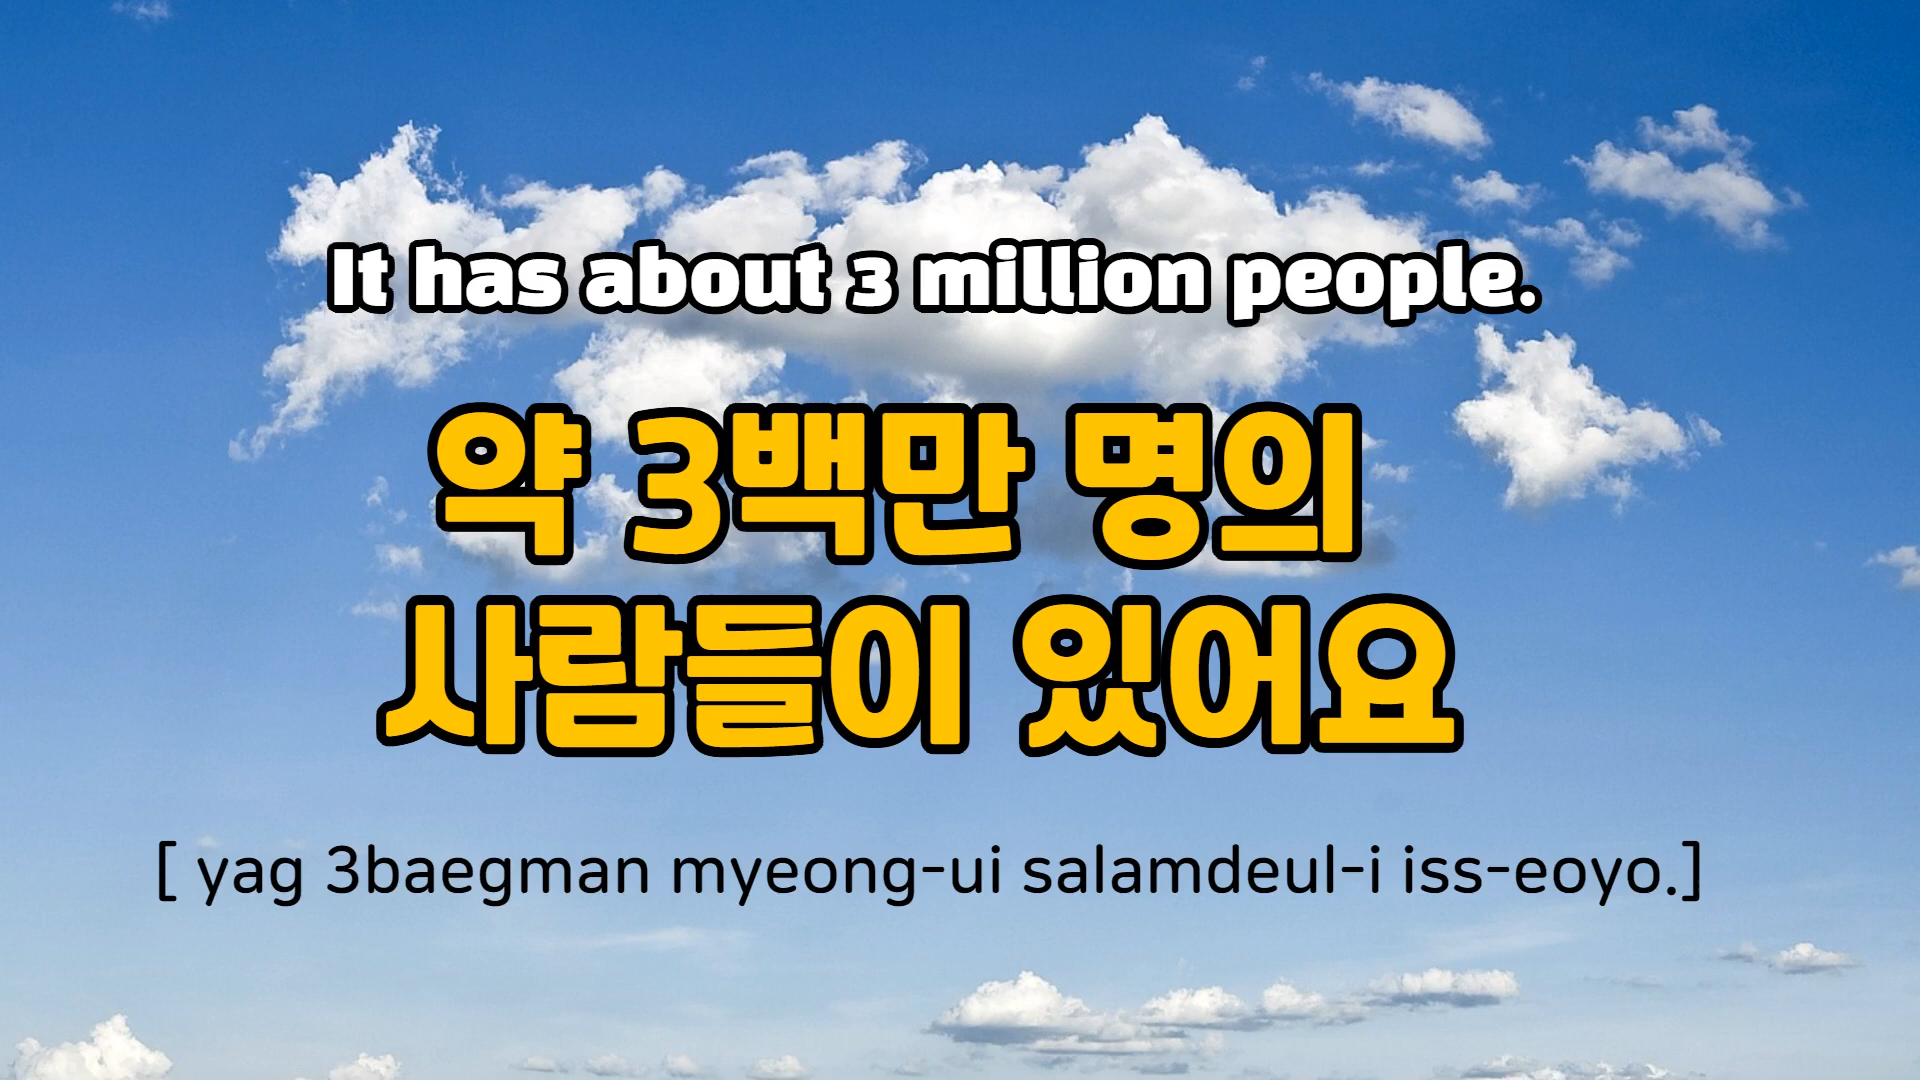 It has about 3 million people.
약 3백만 명의
사람들이 있어요
[ yag 3baegman myeong-ui salamdeul-i iss-eoyo.]